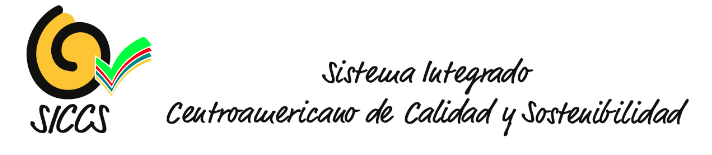 SICCS
Sistema Integrado
Centroamericano de Calidad y Sostenibilidad